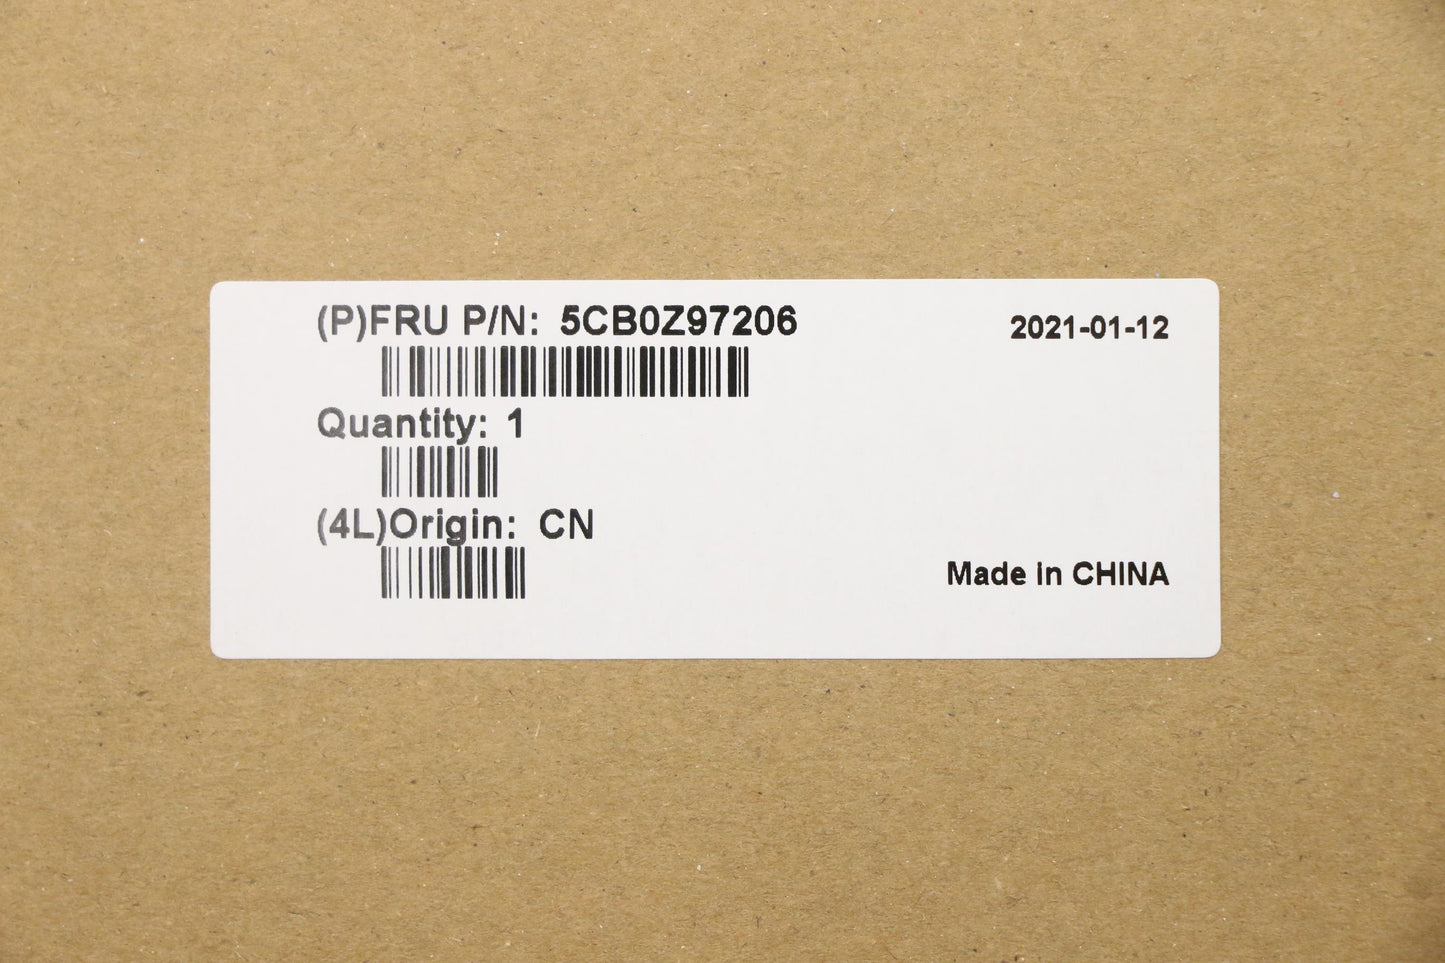 (P)FRU P/N: 5CB0Z97206
2021-01-12
Quantity: 1
(4L)Origin: CN
Made in CHINA